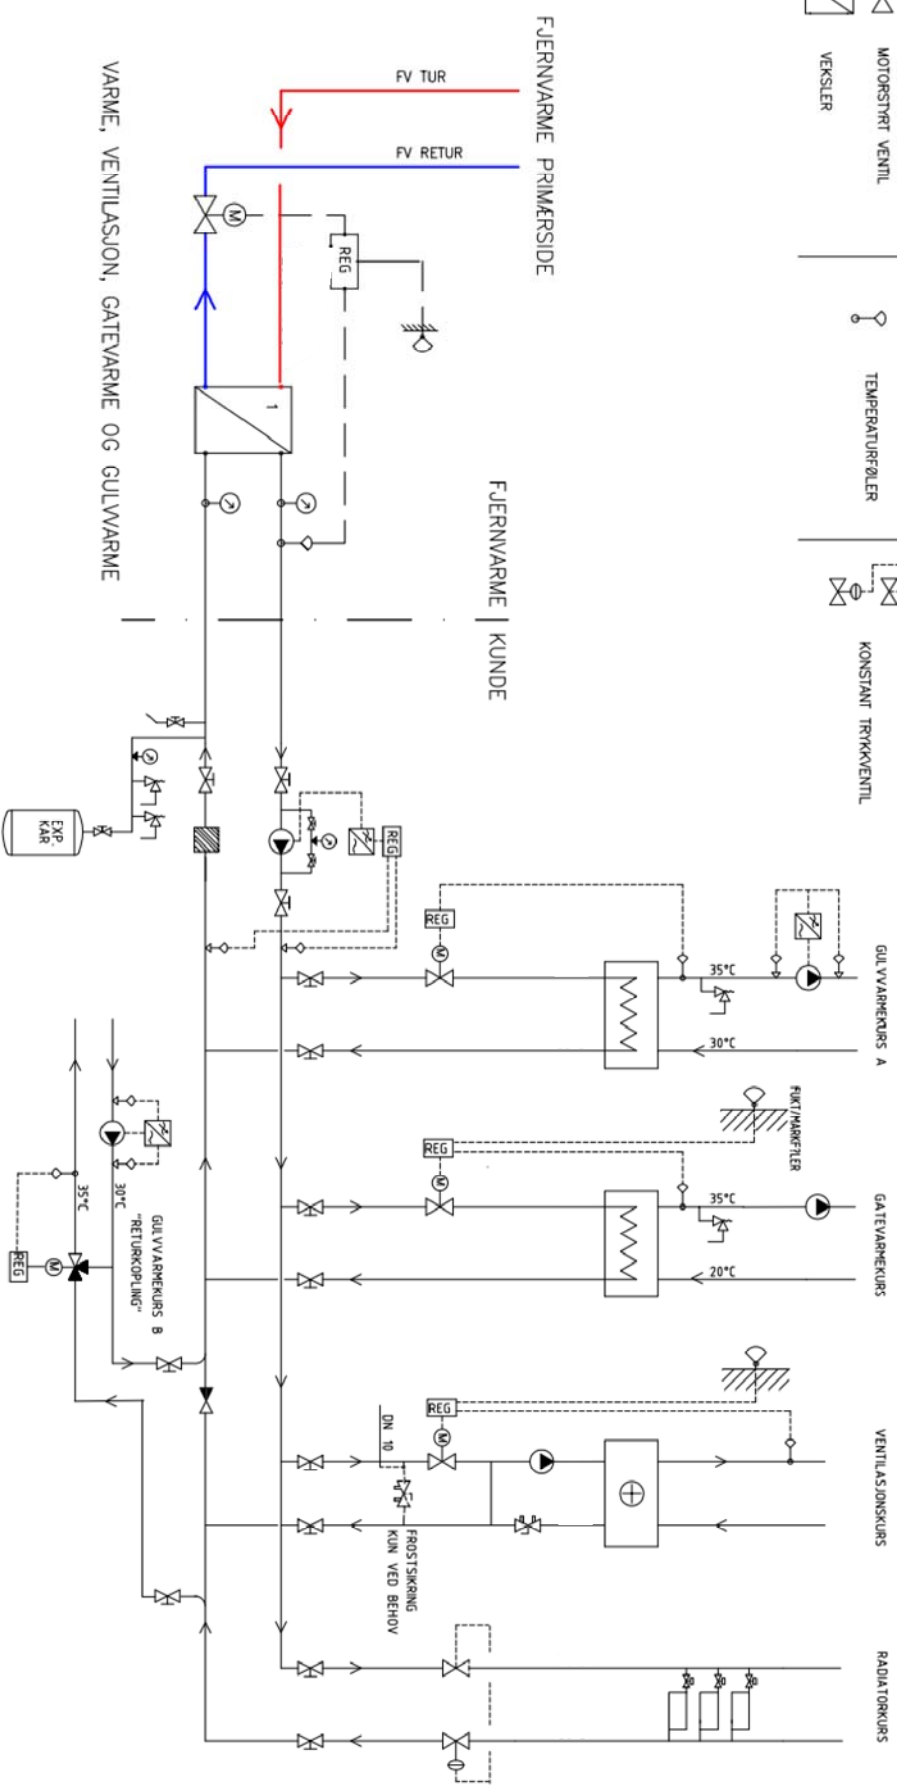 MOTORSTYRT VENTIL
VEKSLER
TEMPERATURFØLER
KONSTANT TRYKKVENTIL
FJERNVARME PRIMÆRSIDE
FV TUR
FV RETUR
M
REG
VARME, VENTILASJON, GATEVARME OG GULVVARME
1
FJERNVARME
KUNDE
EXP.
KAR
REG
GULVVARMEKURS A
REG
M
35°C
30°C
FUKT/MARKF?LER
GATEVARMEKURS
REG
M
35°C
20°C
GULVVARMEKURS B
"RETURKOPLING"
30°C
35°C
REG
M
VENTILASJONSKURS
REG
M
DN 10
FROSTSIKRING
KUN VED BEHOV
RADIATORKURS